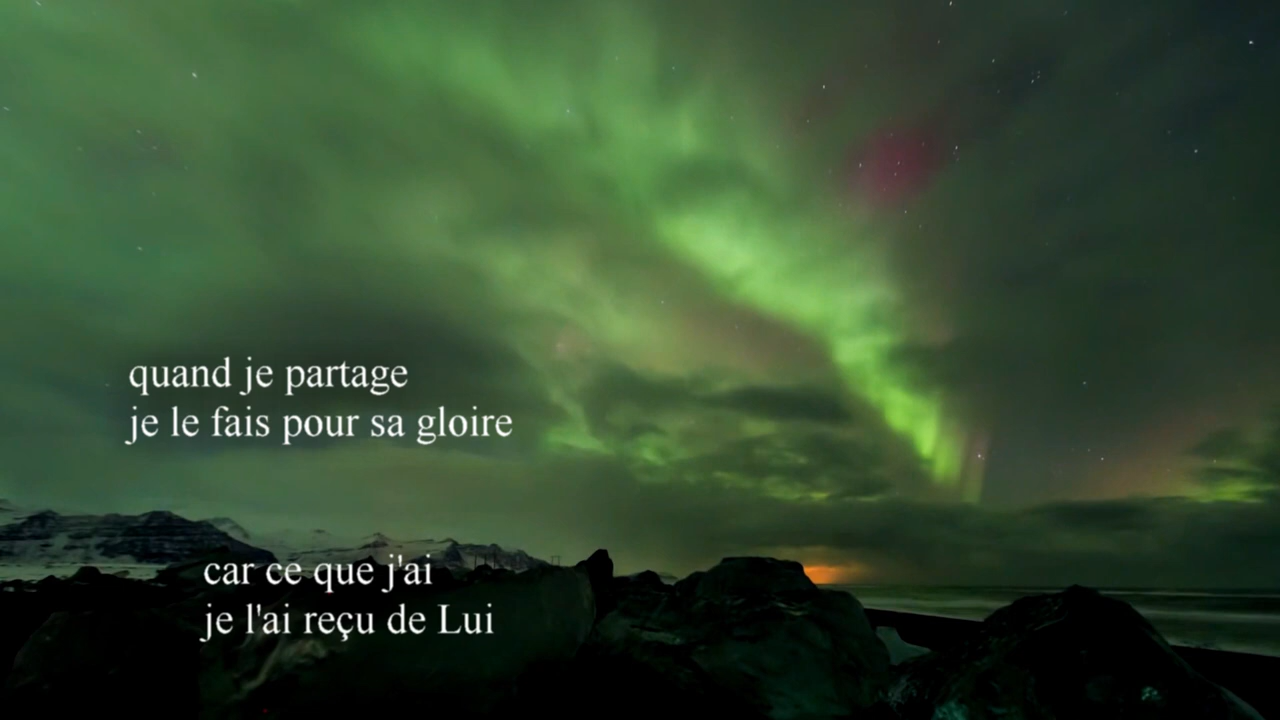 quand je partage
je le fais pour sa gloire
car ce que j'ai
je l'ai reçu de Lui